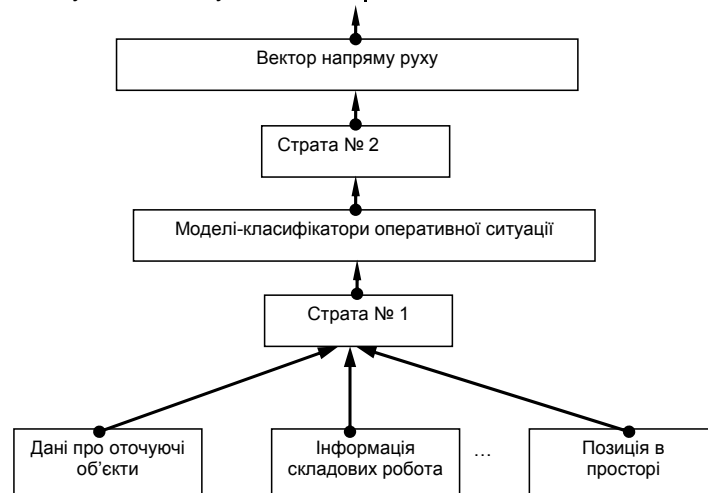 Вектор напряму руху
Страта № 2
Моделі-класифікатори оперативної ситуації
Страта № 1
Дані про оточуючі
об’єкти
Інформація
складових робота
...
Позиція в
просторі